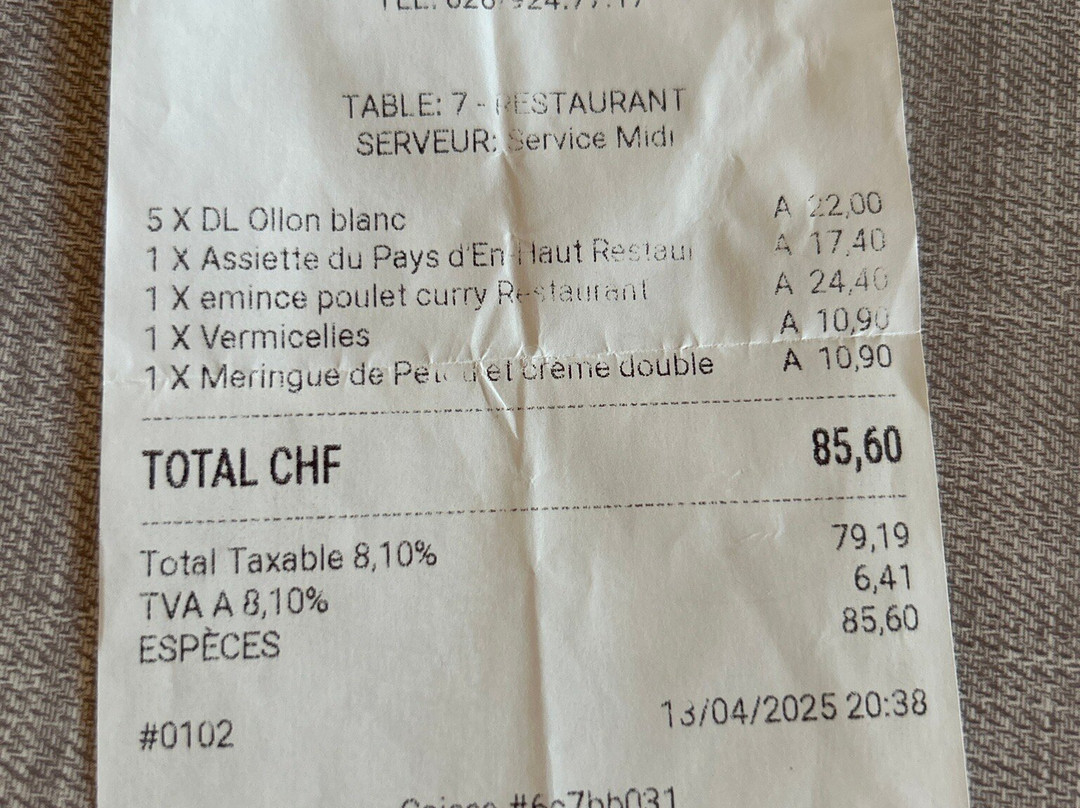 TABLE: 7 - RESTAURANT
SERVEUR: Service Midi
5 X DL Ollon blanc A 22,00
1 X Assiette du Pays d'En Haut Restaur A 17,40
1 X emince poulet curry Restaurant A 24,40
1 X Vermicelles A 10,90
1 X Meringue de et crème double A 10,90
TOTAL CHF 85,60
Total Taxable 8,10% 79,19
TVA A 8,10% 6,41
ESPÈCES 85,60
#0102 13/04/2025 20:38